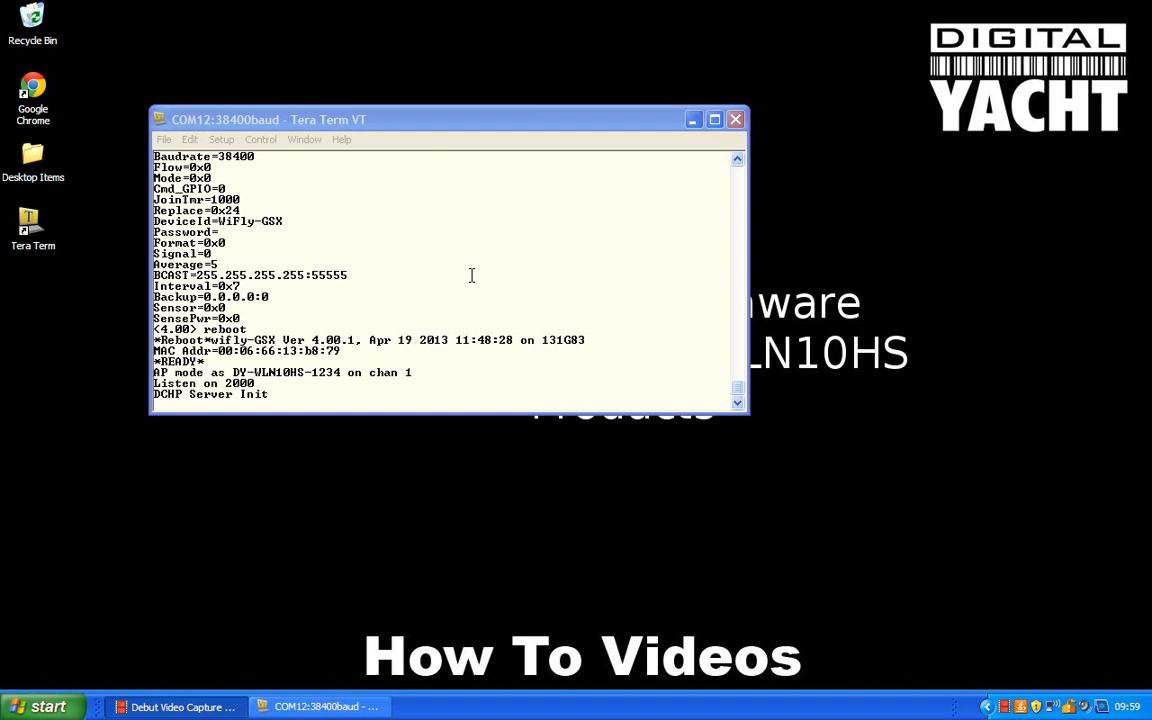 Recycle Bin
Google
Chrome
Desktop Items
Tera Term
DIGITAL
YACHT
COM12:38400baud - Tera Term VT
File Edit Setup Control Window Help
Baudrate=38400
Flow=0x0
Mode=0x0
Cmd_GPIO=0
JoinTmr=1000
Replace=0x24
DeviceId=WiFly-GSX
Password=
Format=0x0
Signal=0
Average=5
BCAST=255.255.255.255:55555
Interval=0x7
Backup=0.0.0.0:0
Sensor=0x0
SensePwr=0x0
<4.00> reboot
*Reboot*wifly-GSX Ver 4.00.1, Apr 19 2013 11:48:28 on 131G83
MAC Addr=00:06:66:13:b8:79
*READY*
AP mode as DY-WLN10HS-1234 on chan 1
Listen on 2000
DCHP Server Init
LN10HS
How To Videos
start
Debut Video Capture ...
COM12:38400baud - ...
09:59